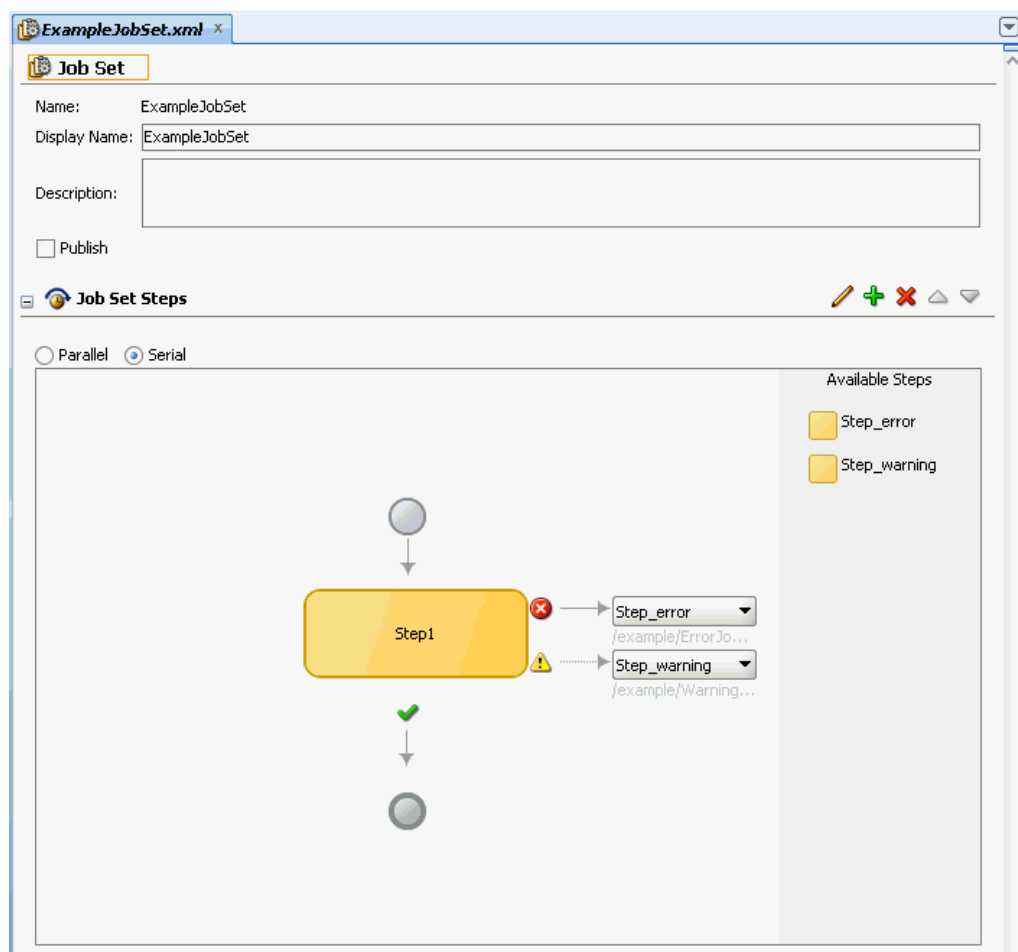 ExampleJobSet.xml
Job Set
Name: ExampleJobSet
Display Name: ExampleJobSet
Description:
Publish
Job Set Steps
Parallel Serial
Available Steps
Step_error
Step_warning
Step1
Step_error
/example/ErrorJo...
Step_warning
/example/Warning...